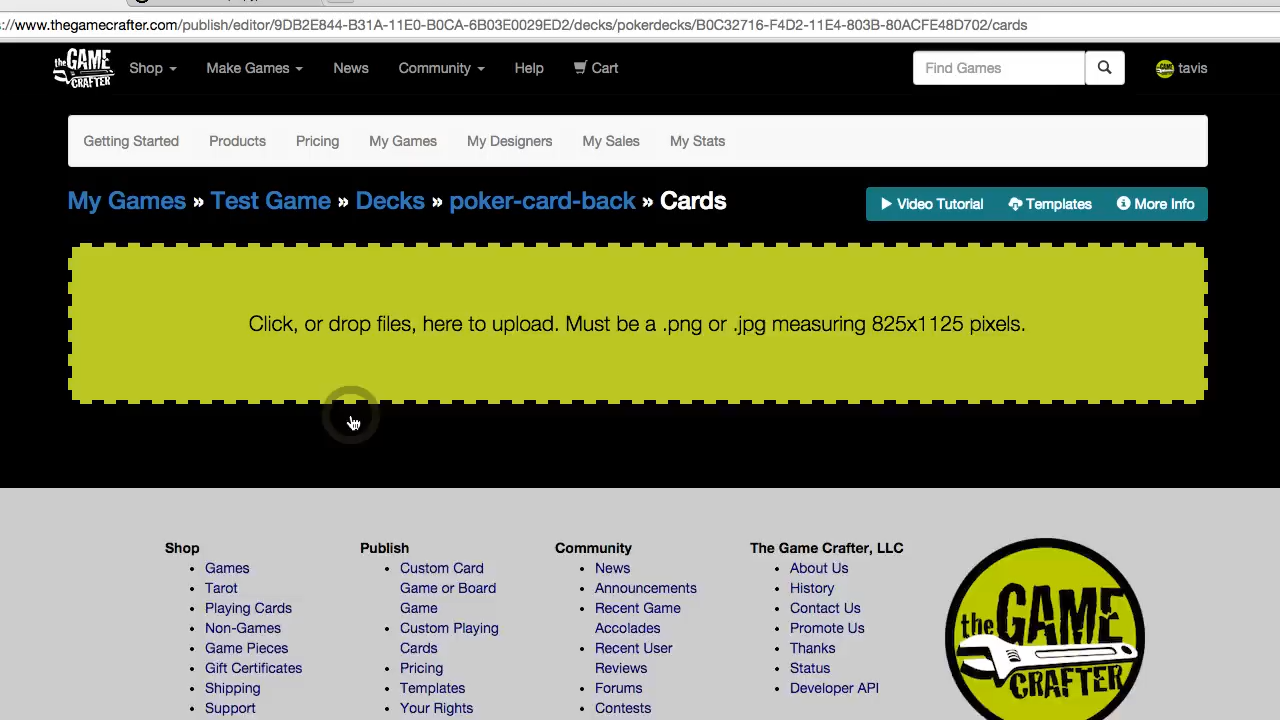 ://www.thegamecrafter.com/publish/editor/9DB2E844-B31A-11E0-B1CA-6B03E0029ED2/decks/pokerdecks/B0C32716-F4D2-11E4-803B-80ACFE48D702/cards
the GAME CRAFTER
Shop
Make Games
News
Community
Help
Cart
Find Games
tavis
Getting Started
Products
Pricing
My Games
My Designers
My Sales
My Stats
My Games » Test Game » Decks » poker-card-back » Cards
Video Tutorial
Templates
More Info
Click, or drop files, here to upload. Must be a .png or .jpg measuring 825x1125 pixels.
Shop
• Games
• Tarot
• Playing Cards
• Non-Games
• Game Pieces
• Gift Certificates
• Shipping
• Support
Publish
• Custom Card
Game or Board
Game
• Custom Playing
Cards
• Pricing
• Templates
• Your Rights
Community
• News
• Announcements
• Recent Game
Accolades
• Recent User
Reviews
• Forums
• Contests
The Game Crafter, LLC
• About Us
• History
• Contact Us
• Promote Us
• Thanks
• Status
• Developer API
the GAME
CRAFTER